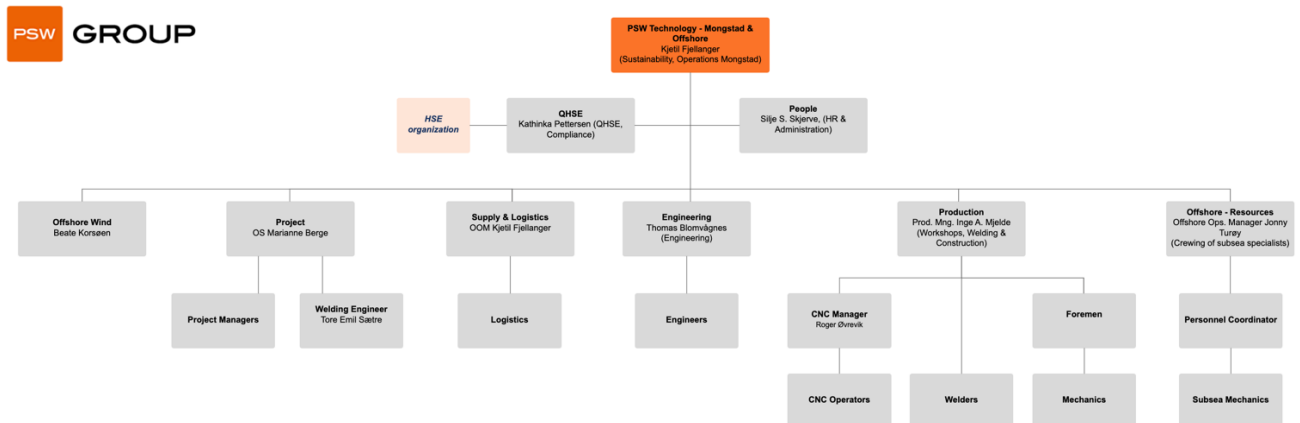 PSW GROUP
PSW Technology - Mongstad &
Offshore
Kjetil Fjellanger
(Sustainability, Operations Mongstad)
HSE
organization
QHSE
Kathinka Pettersen (QHSE,
Compliance)
People
Silje S. Skjerve, (HR &
Administration)
Offshore Wind
Beate Korsøen
Project
OS Marianne Berge
Supply & Logistics
OOM Kjetil Fjellanger
Engineering
Thomas Blomvågnes
(Engineering)
Production
Prod. Mng. Inge A. Mjelde
(Workshops, Welding &
Construction)
Offshore - Resources
Offshore Ops. Manager Jonny
Turøy
(Crewing of subsea specialists)
Project Managers
Welding Engineer
Tore Emil Sætre
Logistics
Engineers
CNC Manager
Roger Øvrevik
Foremen
Personnel Coordinator
CNC Operators
Welders
Mechanics
Subsea Mechanics